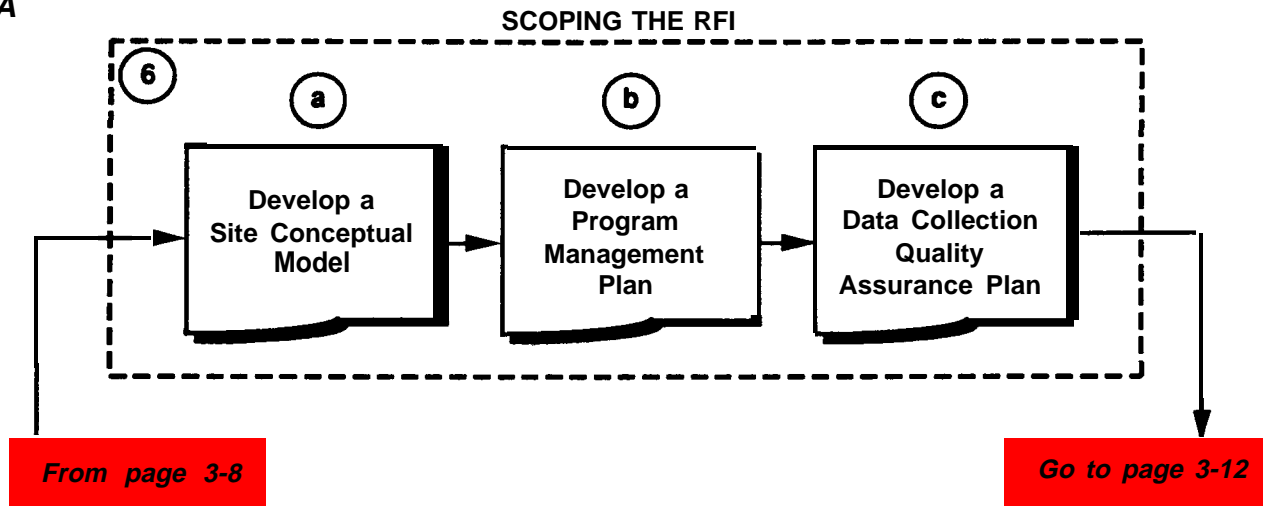 A
SCOPING THE RFI
6
a
b
c
Develop a
Site Conceptual
Model
Develop a
Program
Management
Plan
Develop a
Data Collection
Quality
Assurance Plan
From page 3-8
Go to page 3-12